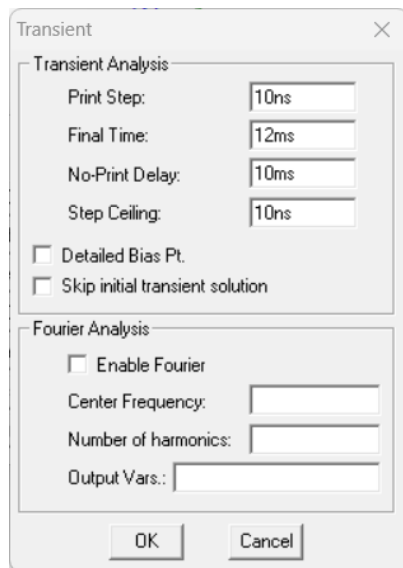 Transient
Transient Analysis
Print Step: 10ns
Final Time: 12ms
No-Print Delay: 10ms
Step Ceiling: 10ns
Detailed Bias Pt.
Skip initial transient solution
Fourier Analysis
Enable Fourier
Center Frequency:
Number of harmonics:
Output Vars.:
OK Cancel